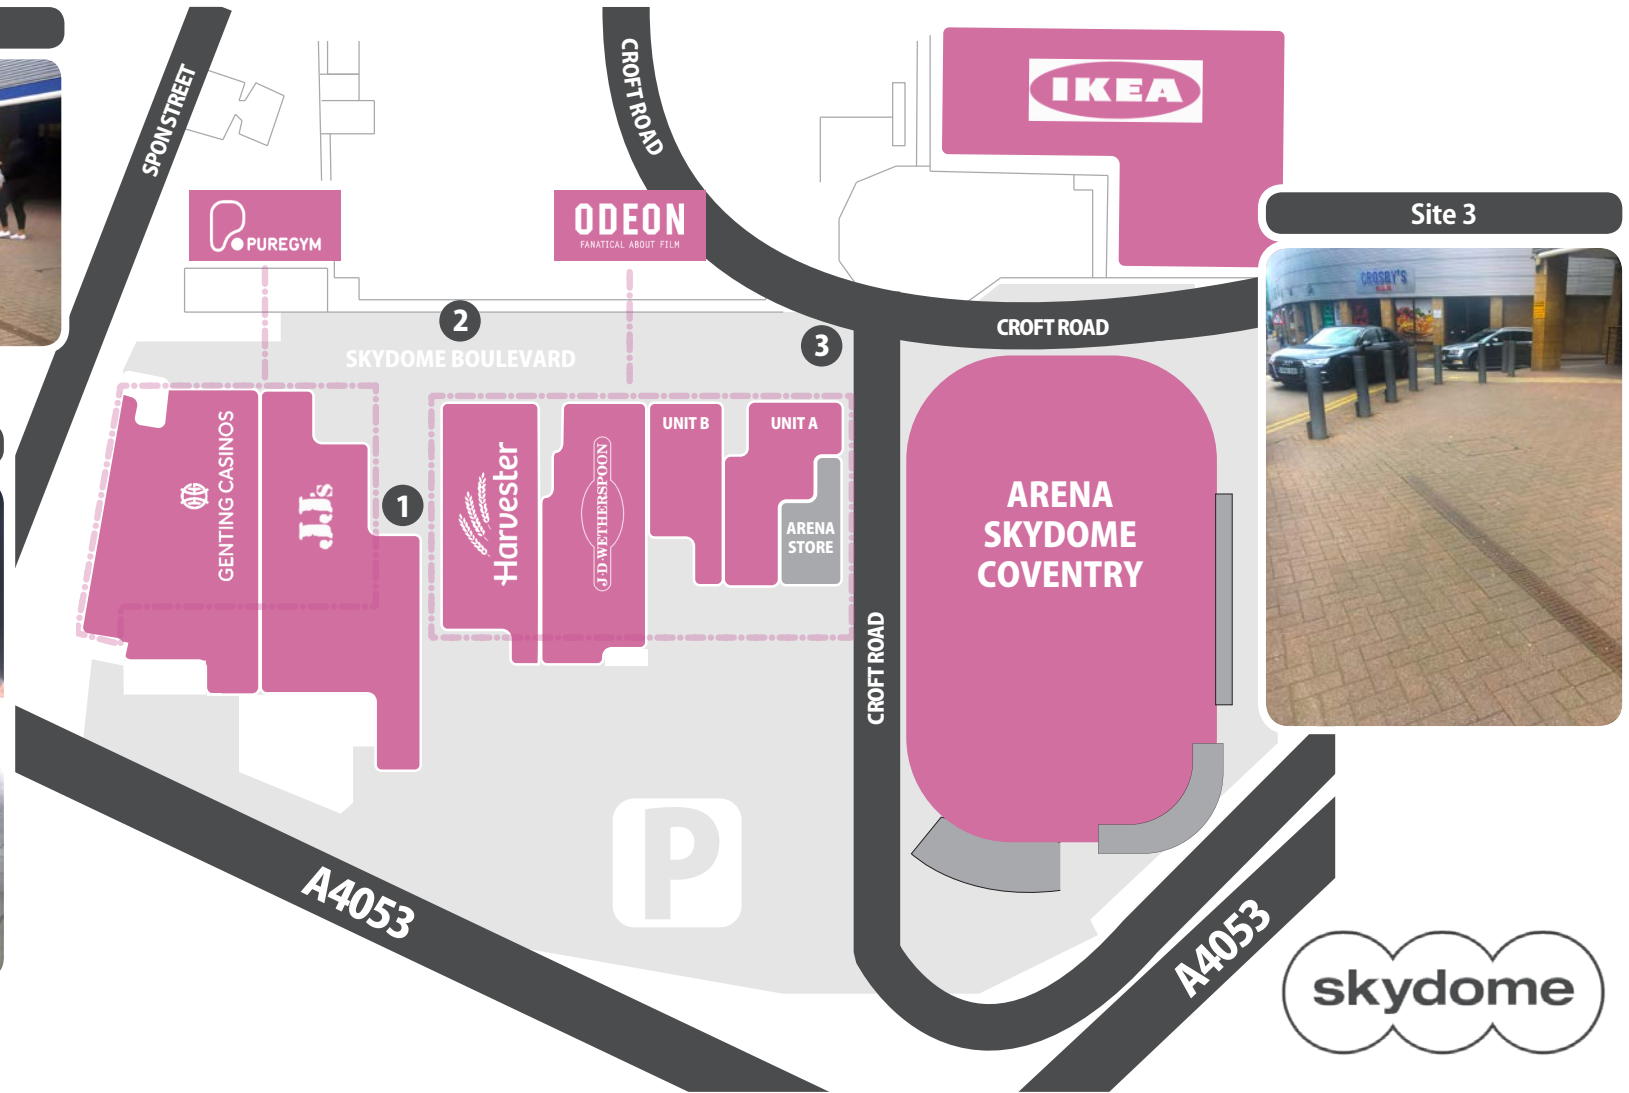 SPON STREET
CROFT ROAD
IKEA
PUREGYM
ODEON
FANATICAL ABOUT FILM
Site 3
CROSBY'S
CROFT ROAD
2
3
SKYDOME BOULEVARD
GENTING CASINOS
JJ's
1
Harvester
J·D·WETHERSPOON
UNIT B
UNIT A
ARENA
STORE
ARENA
SKYDOME
COVENTRY
CROFT ROAD
P
A4053
A4053
skydome